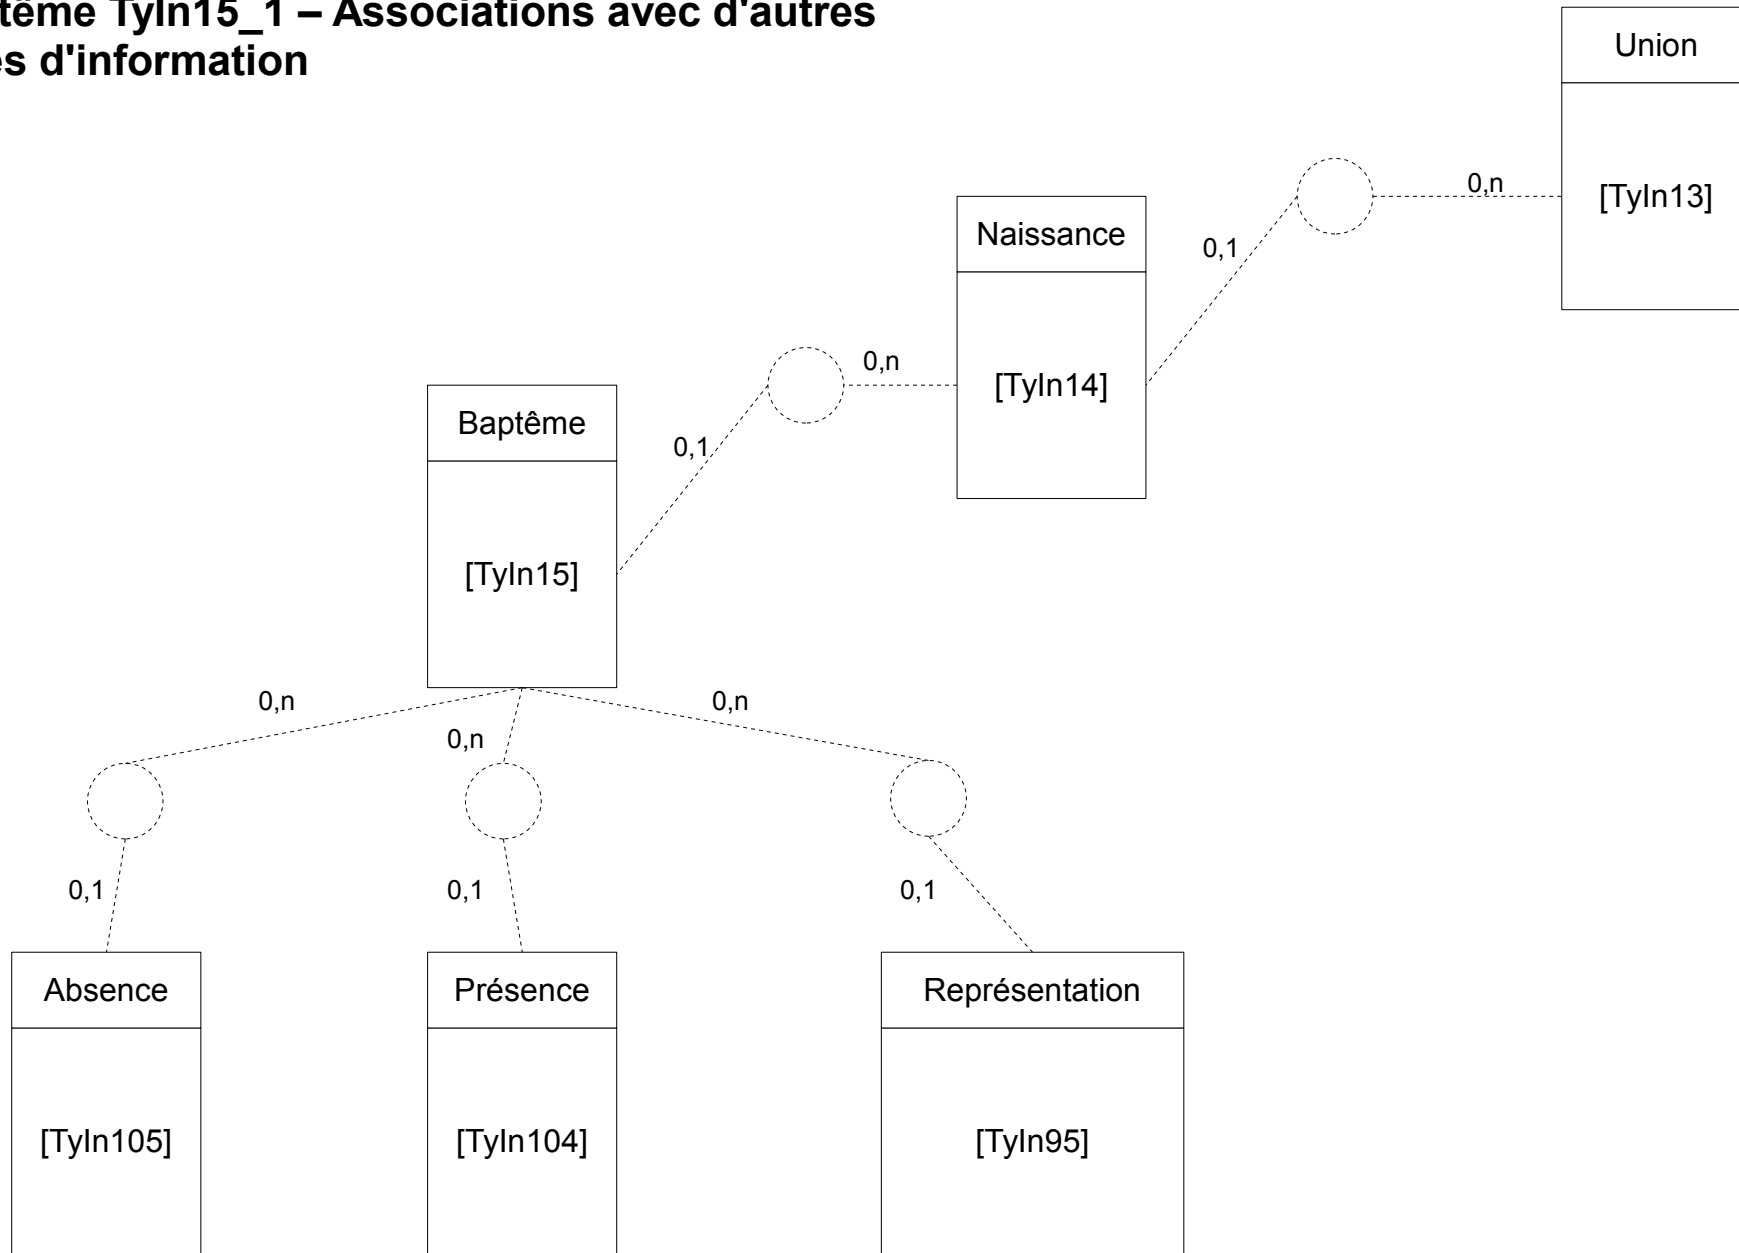 tême TyIn15_1 – Associations avec d'autres
es d'information
Union
0,n
[TyIn13]
Naissance
0,1
0,n
[TyIn14]
Baptême
0,1
[TyIn15]
0,n
0,n
0,n
0,1
0,1
0,1
Absence
Présence
Représentation
[TyIn105]
[TyIn104]
[TyIn95]